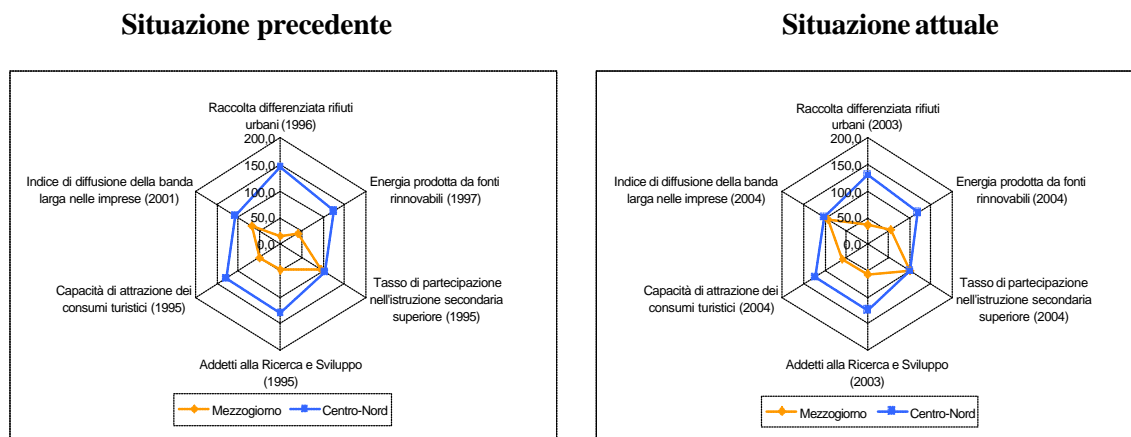 Situazione precedente
Raccolta differenziata rifiuti
urbani (1996)
200,0
150,0
100,0
50,0
0,0
Indice di diffusione della banda
larga nelle imprese (2001)
Energia prodotta da fonti
rinnovabili (1997)
Capacità di attrazione dei
consumi turistici (1995)
Tasso di partecipazione
nell'istruzione secondaria
superiore (1995)
Addetti alla Ricerca e Sviluppo
(1995)
Mezzogiorno Centro-Nord
Situazione attuale
Raccolta differenziata rifiuti
urbani (2003)
200,0
150,0
100,0
50,0
0,0
Indice di diffusione della banda
larga nelle imprese (2004)
Energia prodotta da fonti
rinnovabili (2004)
Capacità di attrazione dei
consumi turistici (2004)
Tasso di partecipazione
nell'istruzione secondaria
superiore (2004)
Addetti alla Ricerca e Sviluppo
(2003)
Mezzogiorno Centro-Nord